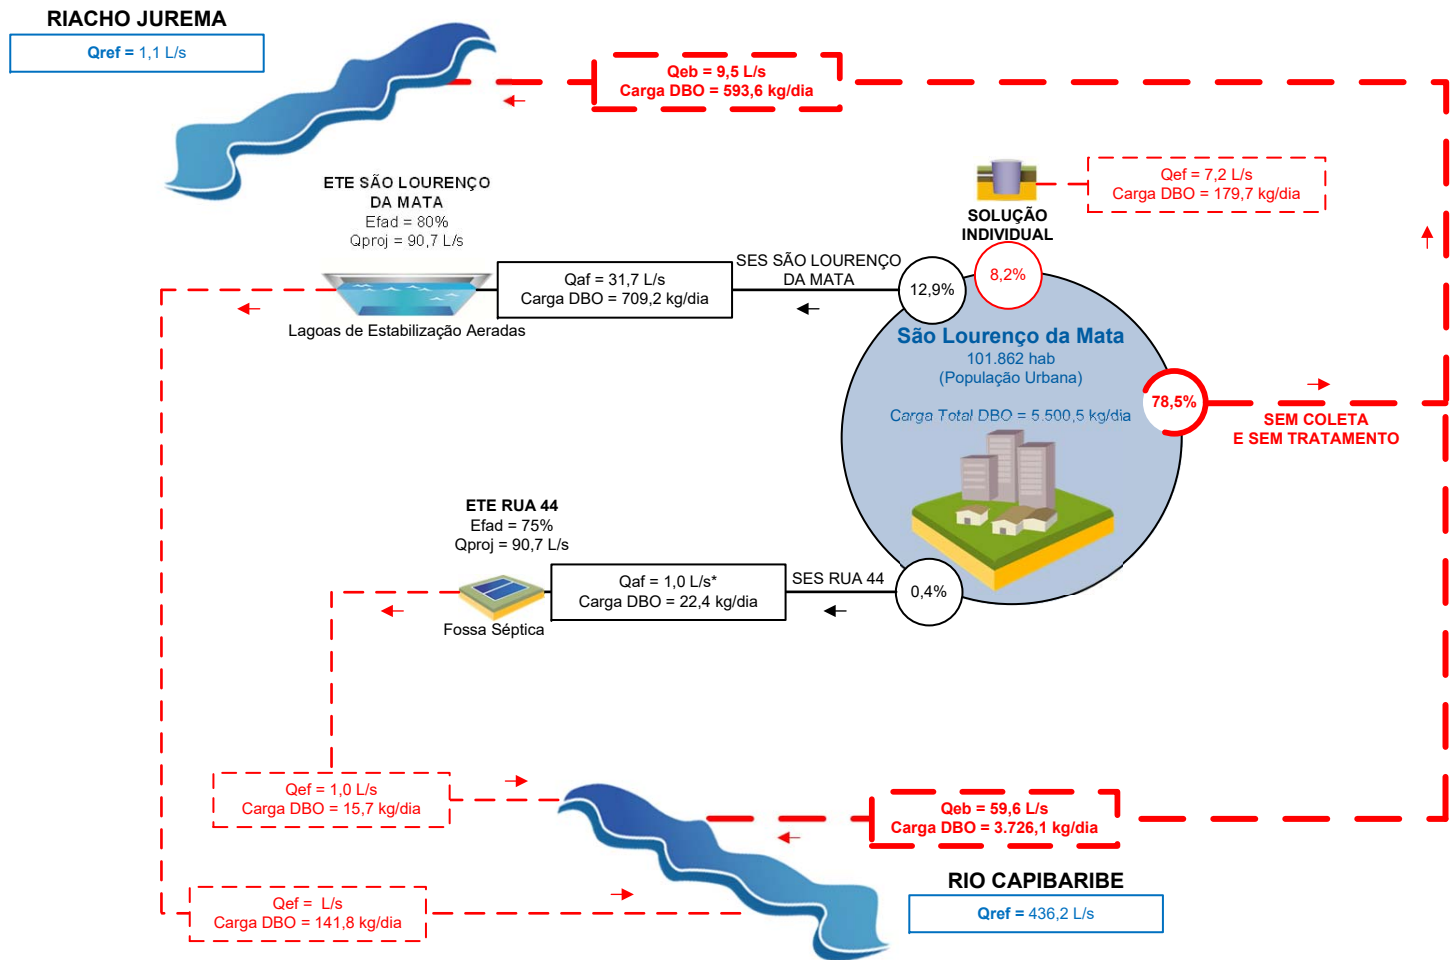 RIACHO JUREMA
Qref = 1,1 L/s
Qeb = 9,5 L/s
Carga DBO = 593,6 kg/dia
Qef = 7,2 L/s
Carga DBO = 179,7 kg/dia
SOLUÇÃO
INDIVIDUAL
8,2%
ETE SÃO LOURENÇO
DA MATA
Efad = 80%
Qproj = 90,7 L/s
Lagoas de Estabilização Aeradas
Qaf = 31,7 L/s
Carga DBO = 709,2 kg/dia
SES SÃO LOURENÇO
DA MATA
12,9%
São Lourenço da Mata
101.862 hab
(População Urbana)
Carga Total DBO = 5.500,5 kg/dia
78,5%
SEM COLETA
E SEM TRATAMENTO
ETE RUA 44
Efad = 75%
Qproj = 90,7 L/s
Fossa Séptica
Qaf = 1,0 L/s*
Carga DBO = 22,4 kg/dia
SES RUA 44
0,4%
Qef = 1,0 L/s
Carga DBO = 15,7 kg/dia
Qeb = 59,6 L/s
Carga DBO = 3.726,1 kg/dia
Qef = L/s
Carga DBO = 141,8 kg/dia
RIO CAPIBARIBE
Qref = 436,2 L/s